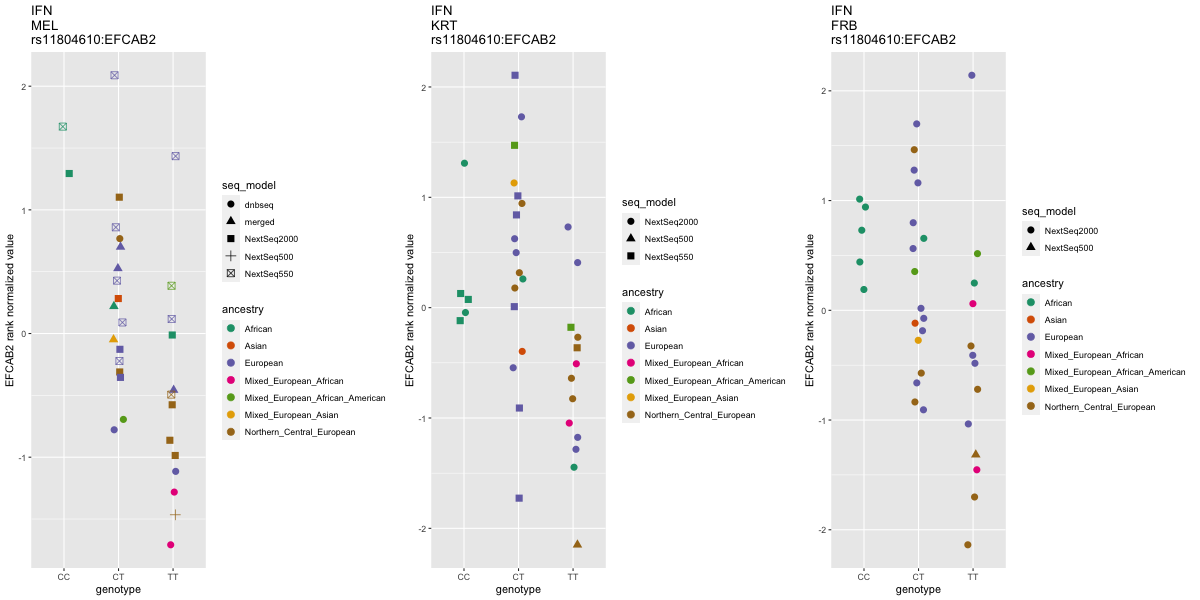 IFN
MEL
rs11804610:EFCAB2
EFCAB2 rank normalized value
2
1
0
-1
CC
CT
TT
genotype
seq_model
dnbseq
merged
NextSeq2000
NextSeq500
NextSeq550
ancestry
African
Asian
European
Mixed_European_African
Mixed_European_African_American
Mixed_European_Asian
Northern_Central_European
IFN
KRT
rs11804610:EFCAB2
EFCAB2 rank normalized value
2
1
0
-1
-2
CC
CT
TT
genotype
seq_model
NextSeq2000
NextSeq500
NextSeq550
ancestry
African
Asian
European
Mixed_European_African
Mixed_European_African_American
Mixed_European_Asian
Northern_Central_European
IFN
FRB
rs11804610:EFCAB2
EFCAB2 rank normalized value
2
1
0
-1
-2
CC
CT
TT
genotype
seq_model
NextSeq2000
NextSeq500
ancestry
African
Asian
European
Mixed_European_African
Mixed_European_African_American
Mixed_European_Asian
Northern_Central_European